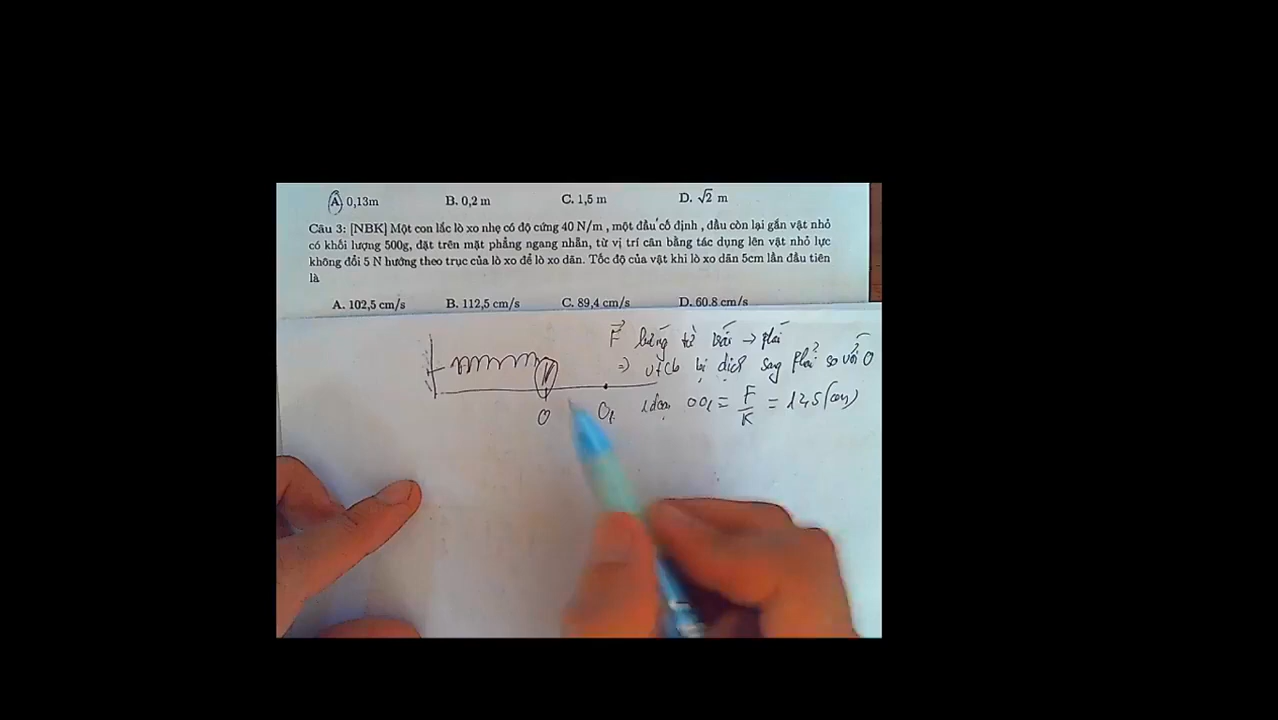 A. 0,13m B. 0,2 m C. 1,5 m D. √2 m
Câu 3: [NBK] Một con lắc lò xo nhẹ có độ cứng 40 N/m , một đầu cố định , đầu còn lại gắn vật nhỏ
có khối lượng 500g, đặt trên mặt phẳng ngang nhẵn, từ vị trí cân bằng tác dụng lên vật nhỏ lực
không đổi 5 N hướng theo trục của lò xo để lò xo dãn. Tốc độ của vật khi lò xo dãn 5cm lần đầu tiên
là
A. 102,5 cm/s B. 112,5 cm/s C. 89,4 cm/s D. 60.8 cm/s
F hướng từ trái → phải
⇒ vtcb bị dịch sang phải so với O
1 đoạn OO₁ = F/K = 12,5 (cm)
O O₁